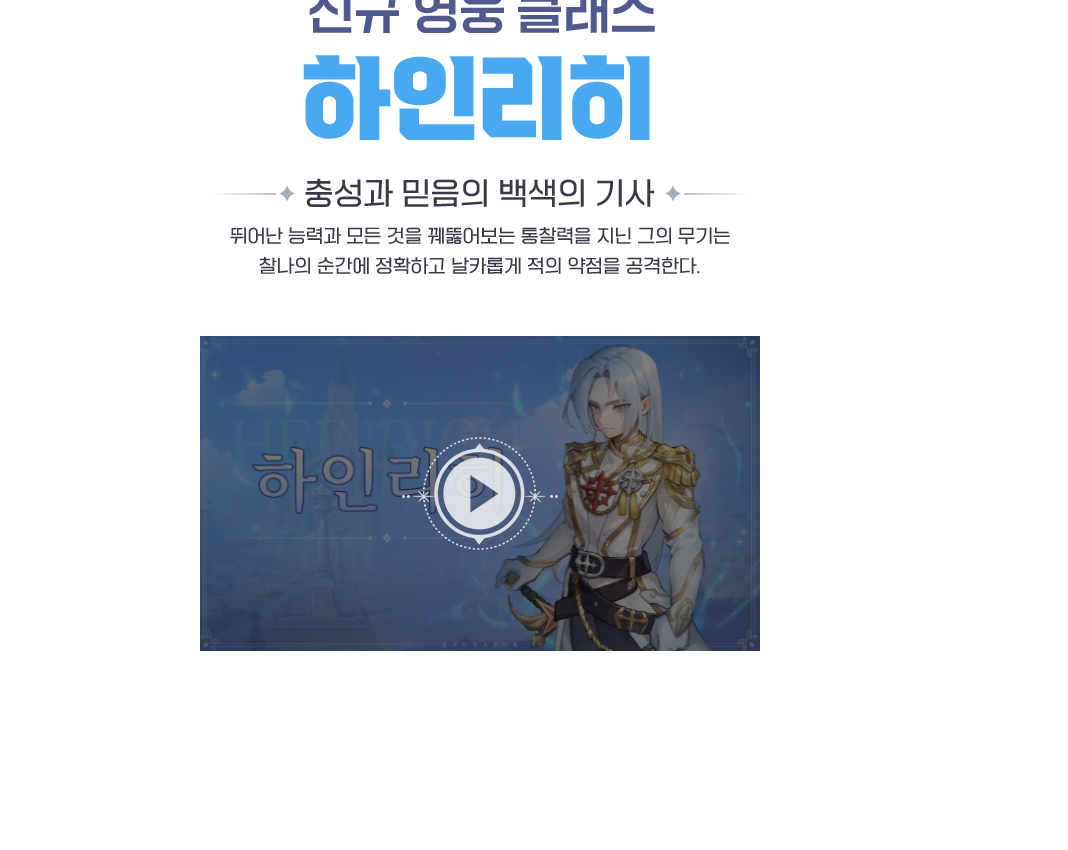 신규 영웅 클래스
하인리히
충성과 믿음의 백색의 기사
뛰어난 능력과 모든 것을 꿰뚫어보는 통찰력을 지닌 그의 무기는
찰나의 순간에 정확하고 날카롭게 적의 약점을 공격한다.
HEINRICH
하인리히